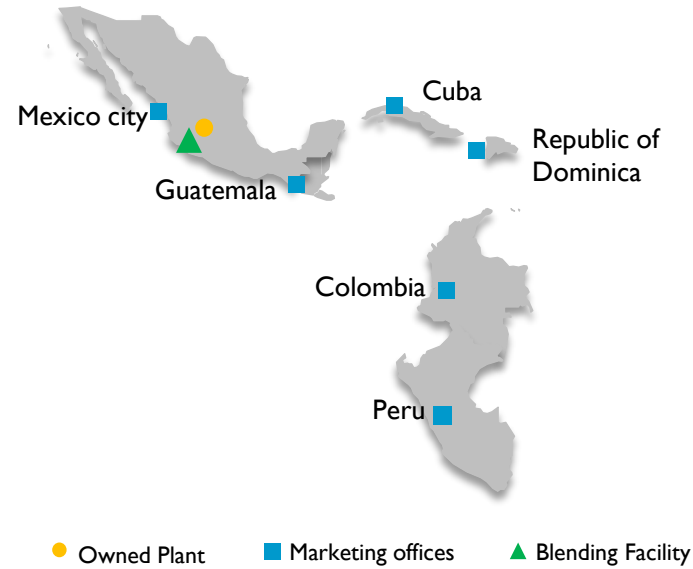 Cuba
Mexico city
Republic of
Dominica
Guatemala
Colombia
Peru
Owned Plant
Marketing offices
Blending Facility